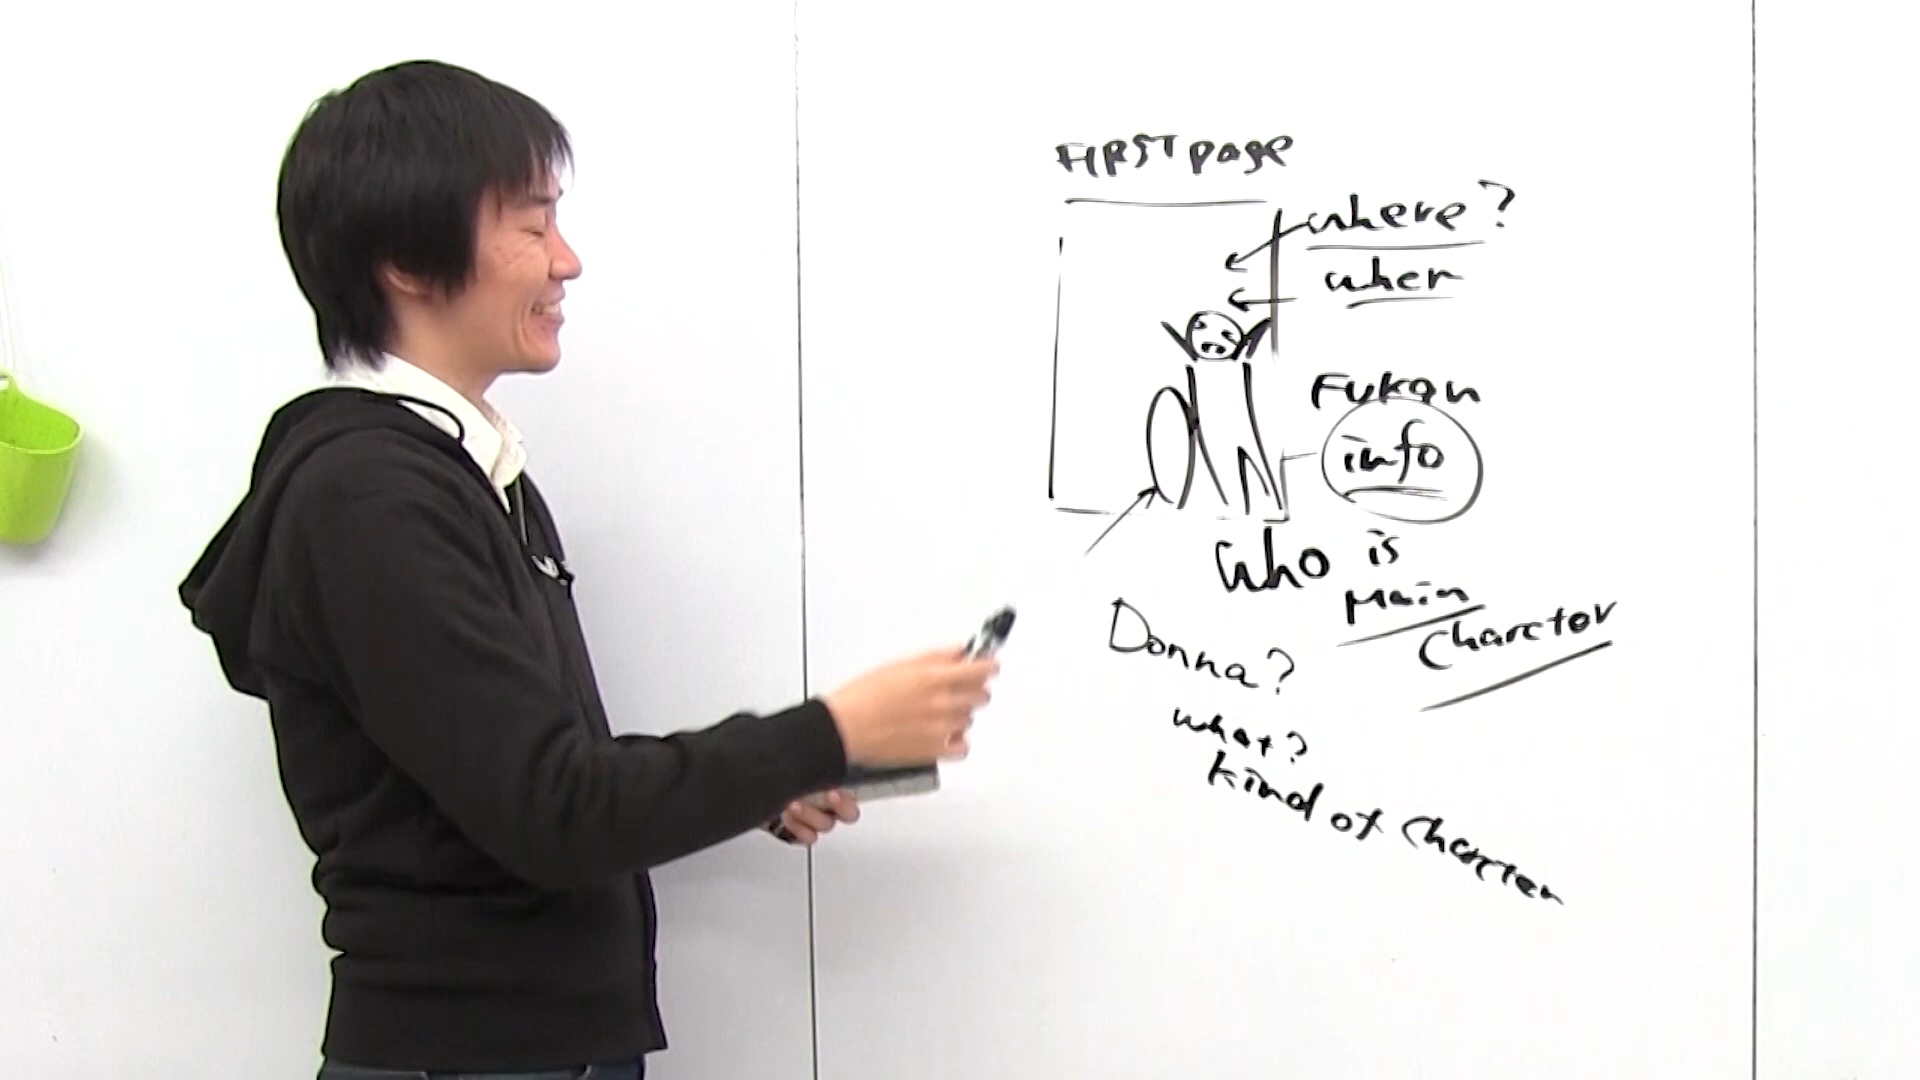 FIRST page
where?
when
Fukan
info
who is
Main
Charctor
Donna?
what?
kind of Charcter